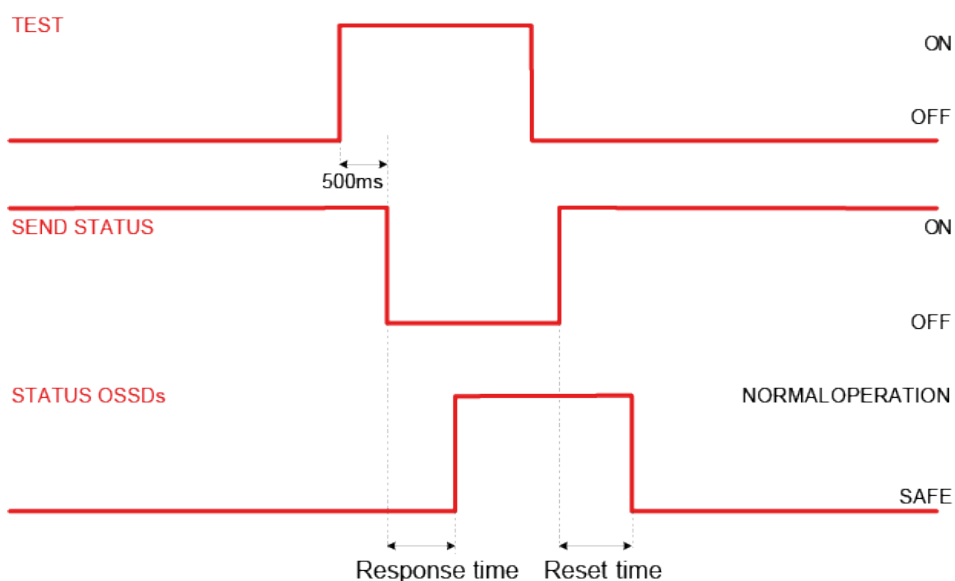 TEST
ON
OFF
500ms
SEND STATUS
ON
OFF
STATUS OSSDs
NORMALOPERATION
SAFE
Response time
Reset time